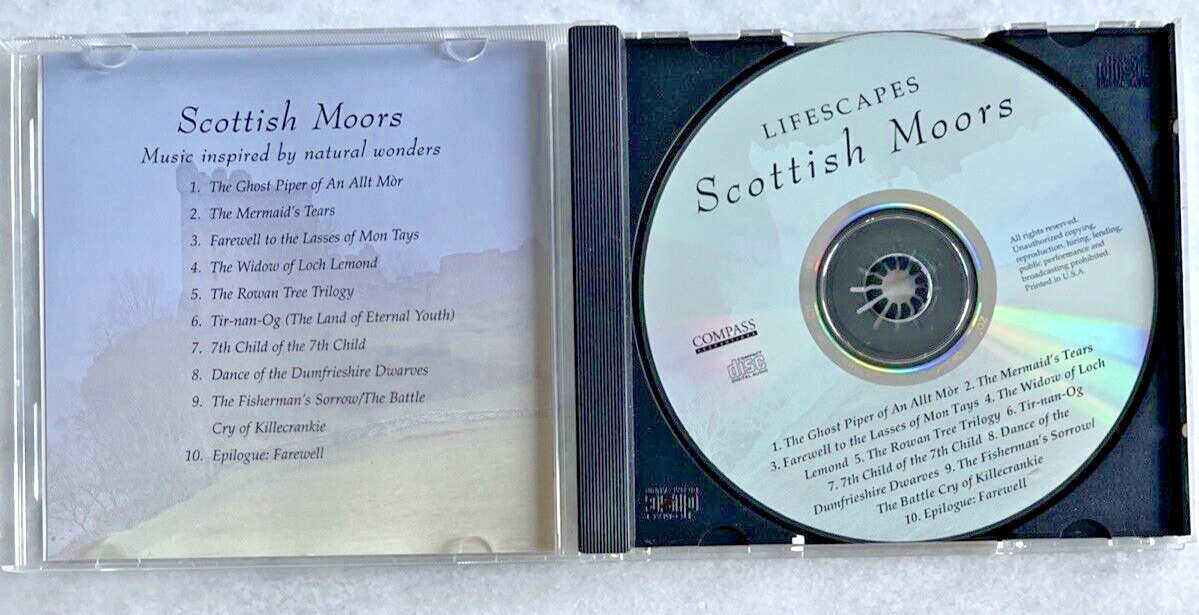 Scottish Moors
Music inspired by natural wonders
1. The Ghost Piper of An Allt Mòr
2. The Mermaid's Tears
3. Farewell to the Lasses of Mon Tays
4. The Widow of Loch Lemond
5. The Rowan Tree Trilogy
6. Tir-nan-Og (The Land of Eternal Youth)
7. 7th Child of the 7th Child
8. Dance of the Dumfrieshire Dwarves
9. The Fisherman's Sorrow/The Battle
Cry of Killecrankie
10. Epilogue: Farewell
LIFESCAPES
Scottish Moors
All rights reserved.
Unauthorized copying,
reproduction, hiring, lending,
public performance and
broadcasting prohibited.
Printed in U.S.A.
COMPASS
PRODUCTIONS
COMPACT
disc
DIGITAL AUDIO
1. The Ghost Piper of An Allt Mòr 2. The Mermaid's Tears
3. Farewell to the Lasses of Mon Tays 4. The Widow of Loch
Lemond 5. The Rowan Tree Trilogy 6. Tir-nan-Og
7. 7th Child of the 7th Child 8. Dance of the
Dumfrieshire Dwarves 9. The Fisherman's Sorrow/
The Battle Cry of Killecrankie
10. Epilogue: Farewell